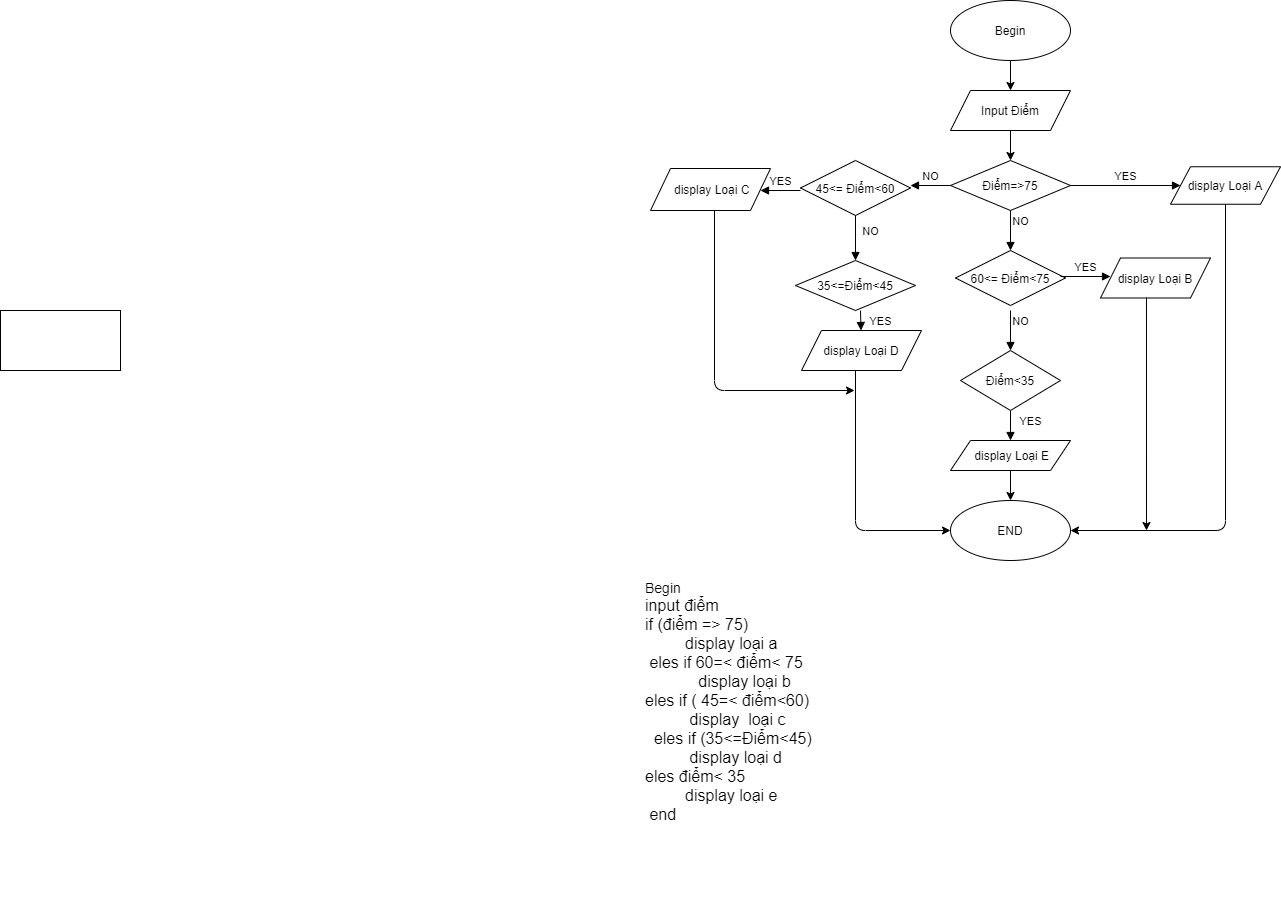 Begin
Input Điểm
display Loại C
YES
45<= Điểm<60
NO
Điểm=>75
YES
display Loại A
NO
NO
35<=Điểm<45
60<= Điểm<75
YES
display Loại B
YES
NO
display Loại D
Điểm<35
YES
display Loại E
END
Begin
input điểm
if (điểm => 75)
display loại a
eles if 60=< điểm< 75
display loại b
eles if ( 45=< điểm<60)
display  loại c
eles if (35<=Điểm<45)
display loại d
eles điểm< 35
display loại e
end